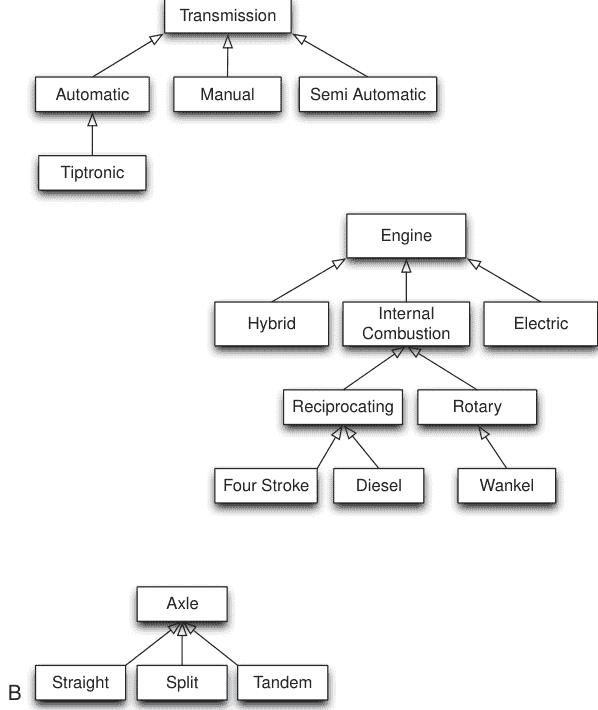 Transmission
Automatic
Manual
Semi Automatic
Tiptronic
Engine
Hybrid
Internal
Combustion
Electric
Reciprocating
Rotary
Four Stroke
Diesel
Wankel
Axle
Straight
Split
Tandem
B